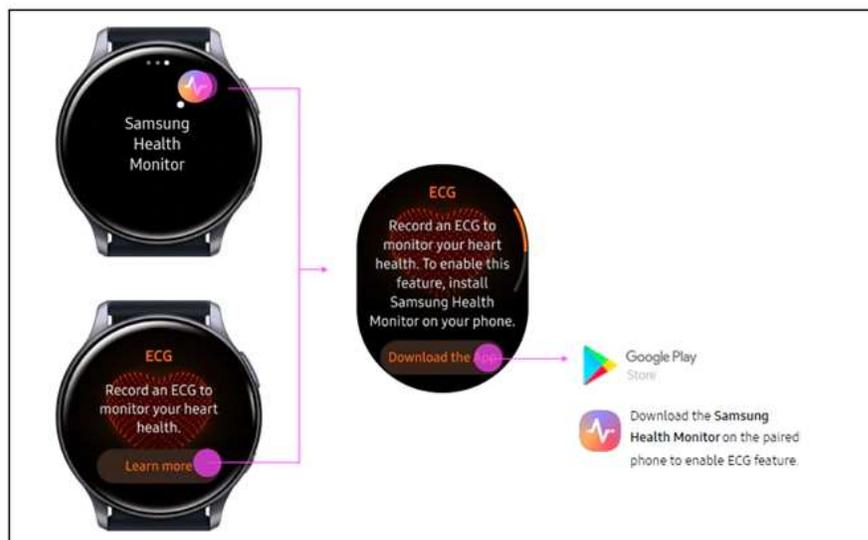 Samsung
Health
Monitor
ECG
Record an ECG to
monitor your heart
health.
Learn more
ECG
Record an ECG to
monitor your heart
health. To enable this
feature, install
Samsung Health
Monitor on your phone.
Download the App
Google Play
Store
Download the Samsung
Health Monitor on the paired
phone to enable ECG feature.